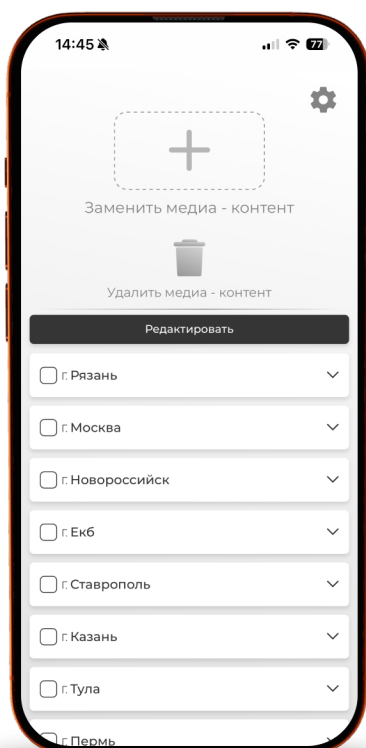 14:45
77
Заменить медиа - контент
Удалить медиа - контент
Редактировать
г. Рязань
г. Москва
г. Новороссийск
г. Екб
г. Ставрополь
г. Казань
г. Тула
г. Пермь